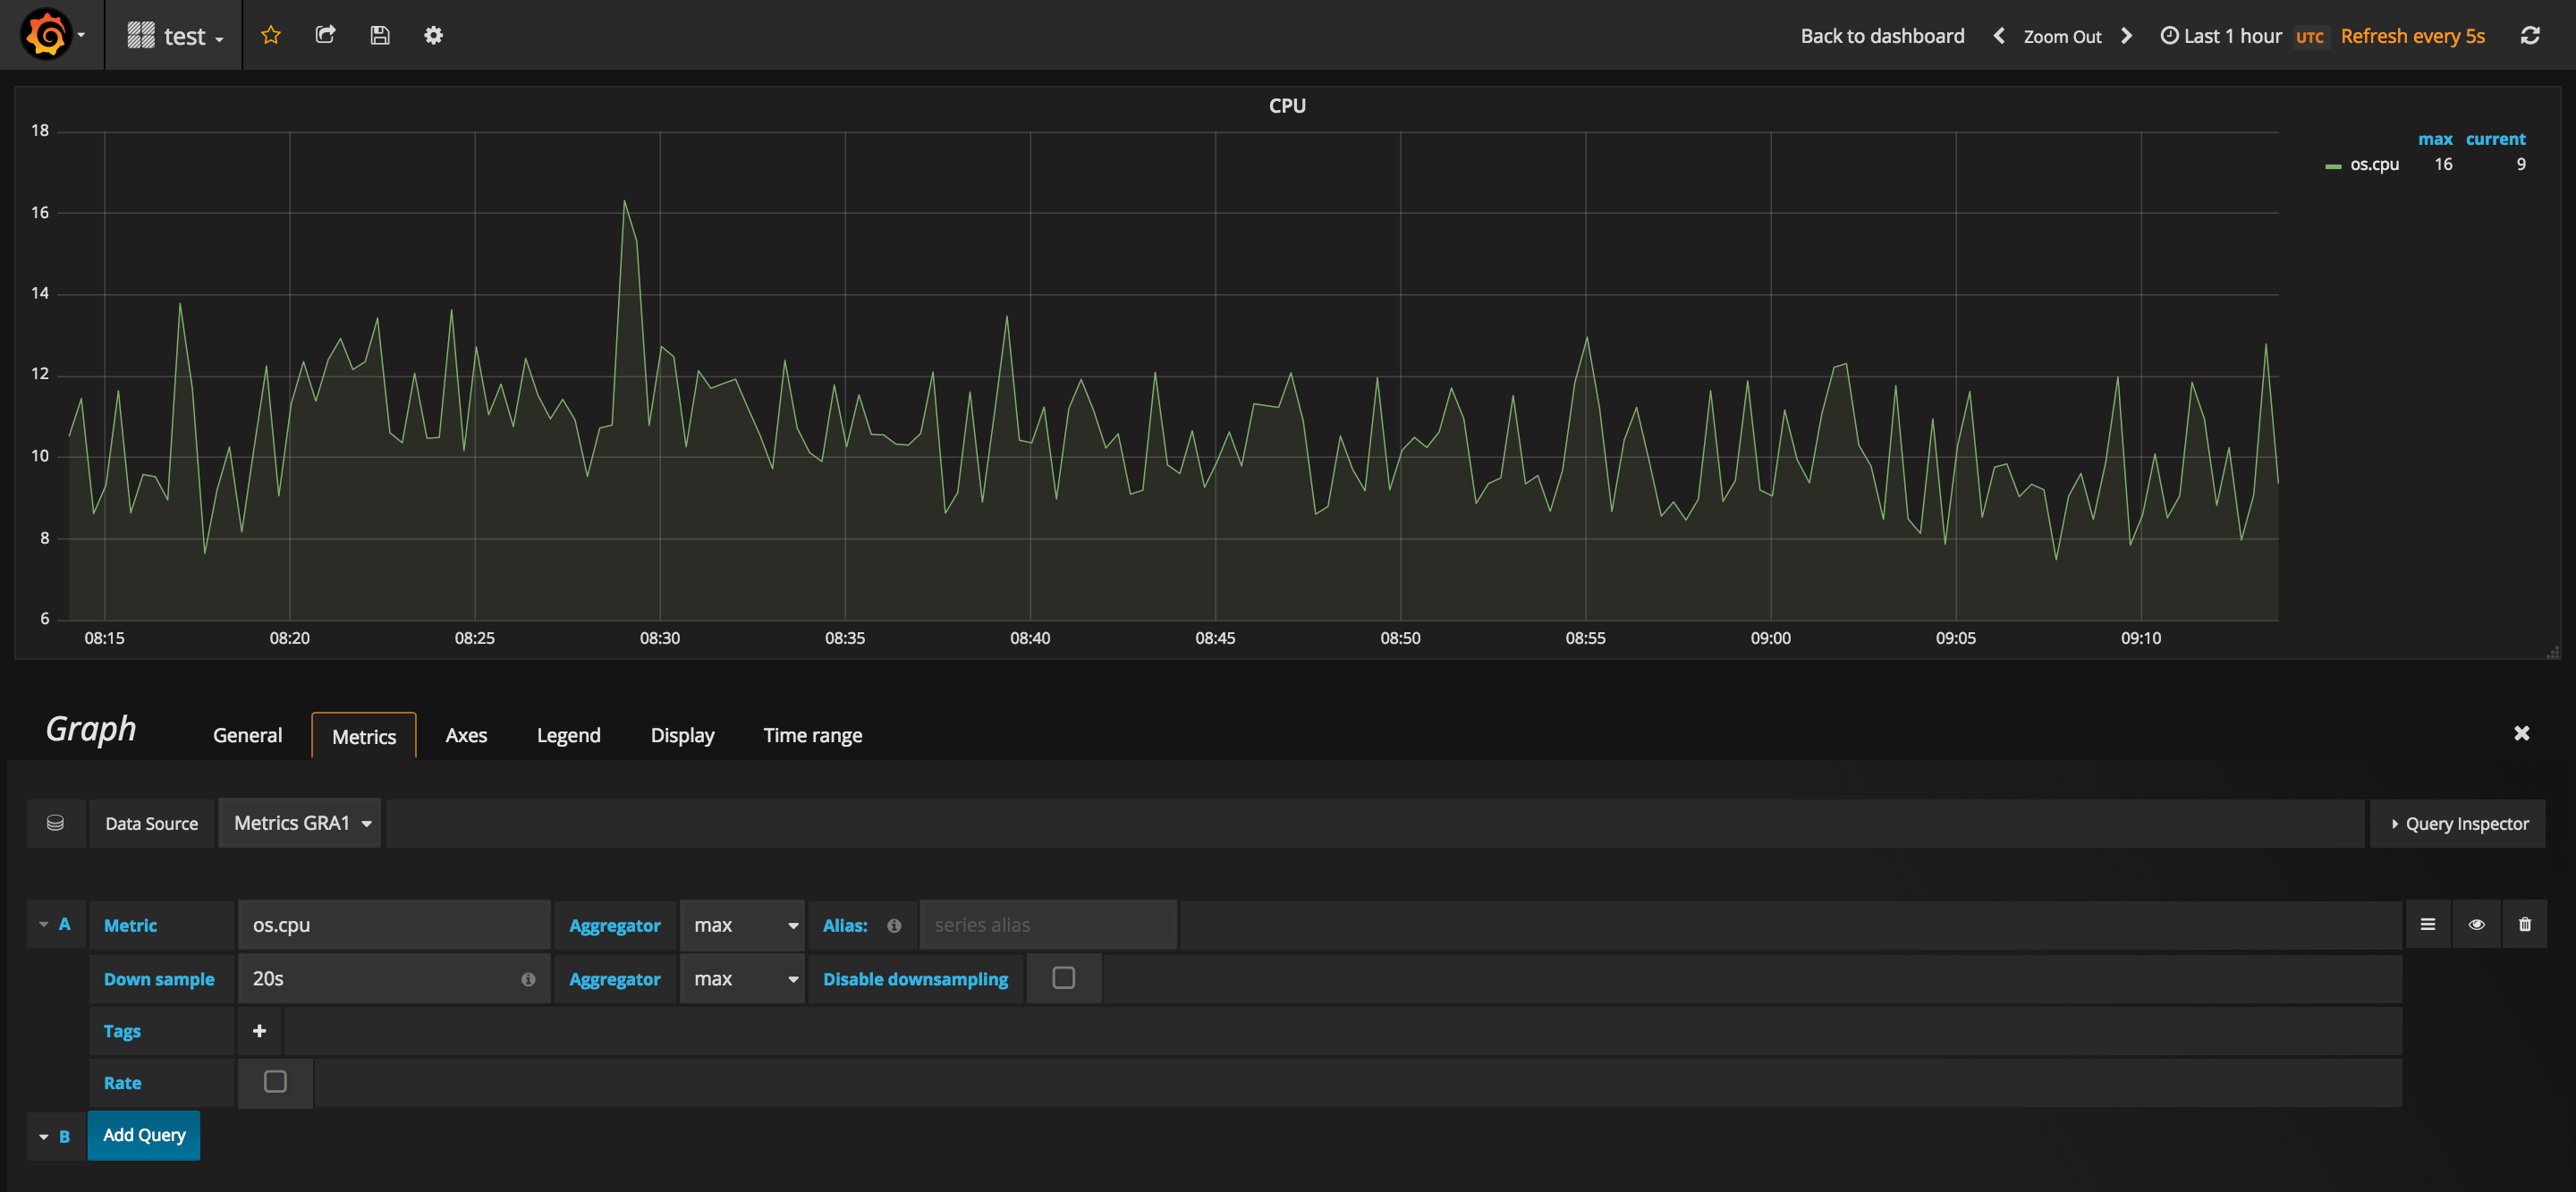 test
Back to dashboard Zoom Out Last 1 hour UTC Refresh every 5s
CPU
18
16
14
12
10
8
6
08:15 08:20 08:25 08:30 08:35 08:40 08:45 08:50 08:55 09:00 09:05 09:10
max current
os.cpu 16 9
Graph General Metrics Axes Legend Display Time range
Data Source Metrics GRA1 Query Inspector
A Metric os.cpu Aggregator max Alias: series alias
Down sample 20s Aggregator max Disable downsampling
Tags
Rate
B Add Query